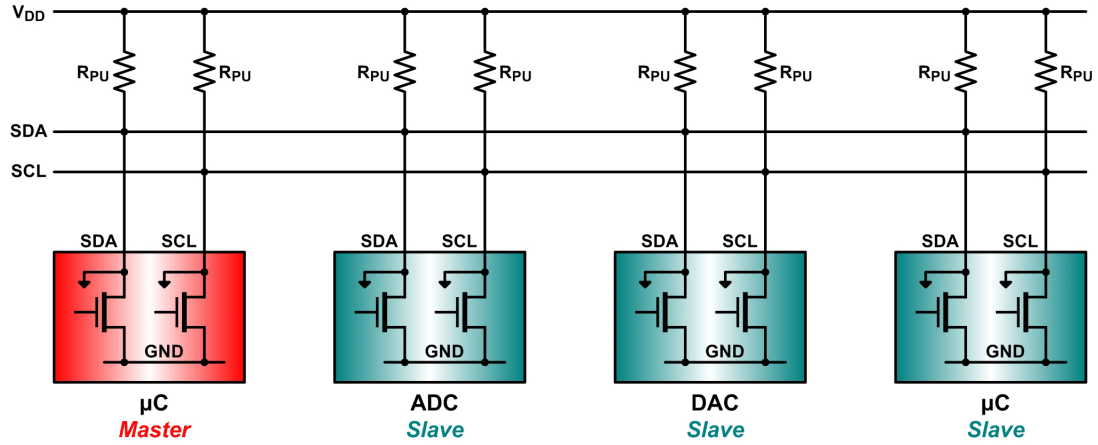 VDD
RPU RPU RPU RPU RPU RPU RPU RPU
SDA
SCL
SDA SCL SDA SCL SDA SCL SDA SCL
GND GND GND GND
µC ADC DAC µC
Master Slave Slave Slave